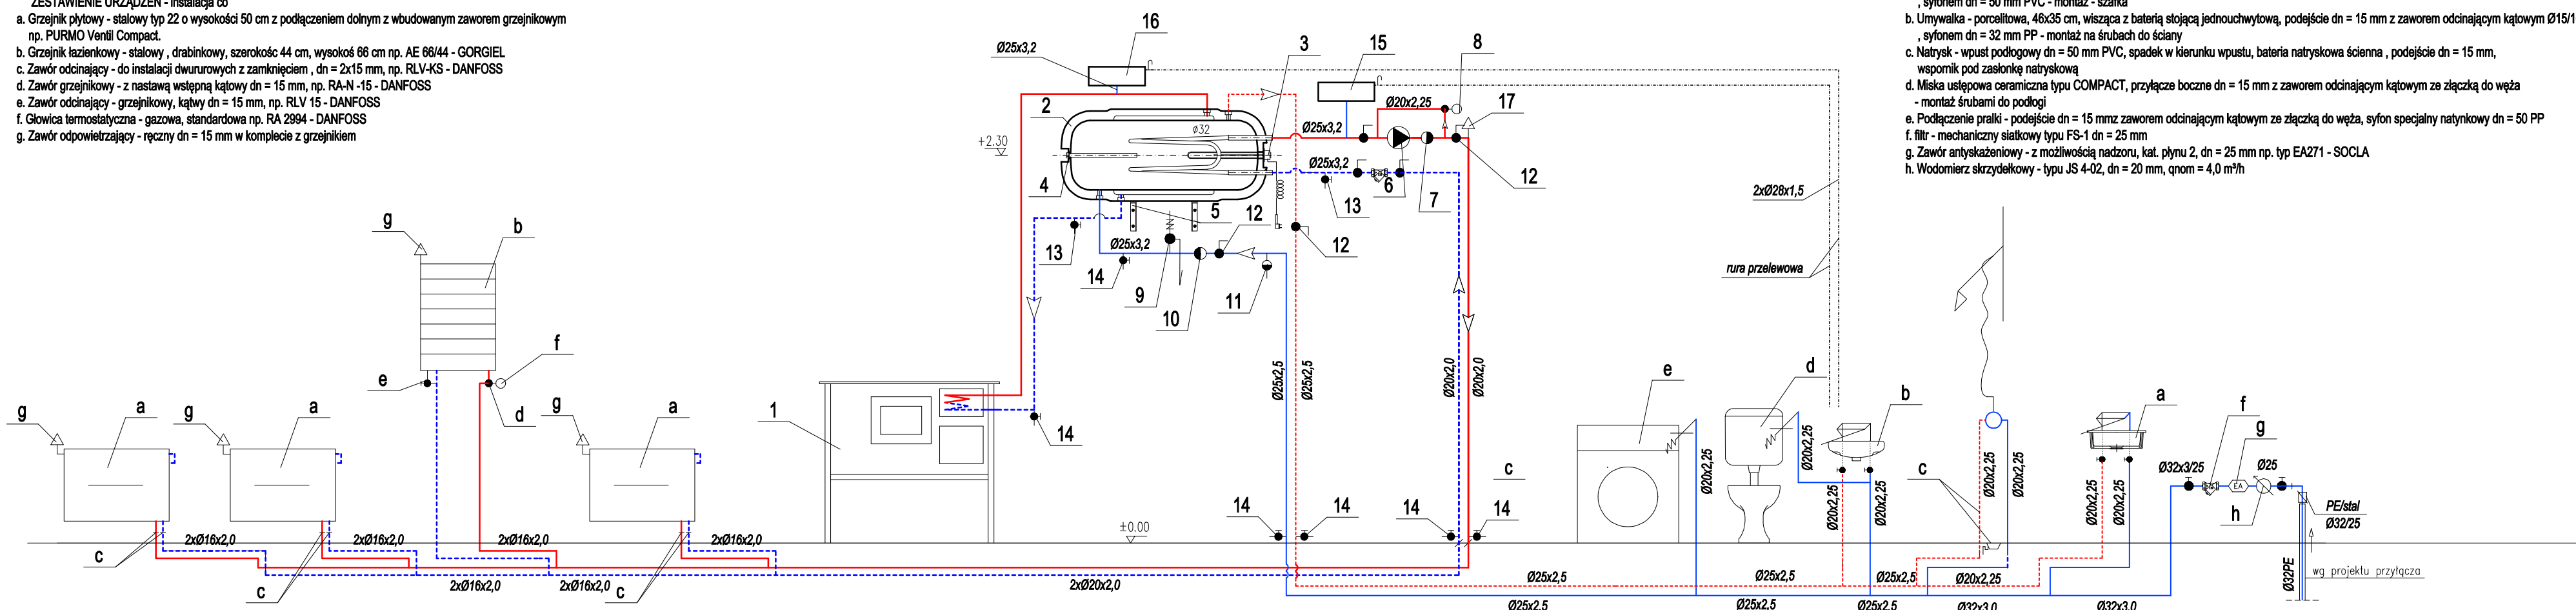 ZESTAWIENIE URZĄDZEŃ - instalacja co
a. Grzejnik płytowy - stalowy typ 22 o wysokości 50 cm z podłączeniem dolnym z wbudowanym zaworem grzejnikowym
np. PURMO Ventil Compact.
b. Grzejnik łazienkowy - stalowy , drabinkowy, szerokośc 44 cm, wysokoś 66 cm np. AE 66/44 - GORGIEL
c. Zawór odcinający - do instalacji dwururowych z zamknięciem , dn = 2x15 mm, np. RLV-KS - DANFOSS
d. Zawór grzejnikowy - z nastawą wstępną kątowy dn = 15 mm, np. RA-N -15 - DANFOSS
e. Zawór odcinający - grzejnikowy, kątwy dn = 15 mm, np. RLV 15 - DANFOSS
f. Głowica termostatyczna - gazowa, standardowa np. RA 2994 - DANFOSS
g. Zawór odpowietrzający - ręczny dn = 15 mm w komplecie z grzejnikiem
, syfonem dn = 50 mm PVC - montaż - szafka
b. Umywalka - porcelitowa, 46x35 cm, wisząca z baterią stojącą jednouchwytową, podejście dn = 15 mm z zaworem odcinającym kątowym Ø15/1
, syfonem dn = 32 mm PP - montaż na śrubach do ściany
c. Natrysk - wpust podłogowy dn = 50 mm PVC, spadek w kierunku wpustu, bateria natryskowa ścienna , podejście dn = 15 mm,
wspornik pod zasłonkę natryskową
d. Miska ustępowa ceramiczna typu COMPACT, przyłącze boczne dn = 15 mm z zaworem odcinającym kątowym ze złączką do węża
- montaż śrubami do podłogi
e. Podłączenie pralki - podejście dn = 15 mmz zaworem odcinającym kątowym ze złączką do węża, syfon specjalny natynkowy dn = 50 PP
f. filtr - mechaniczny siatkowy typu FS-1 dn = 25 mm
g. Zawór antyskażeniowy - z możliwością nadzoru, kat. płynu 2, dn = 25 mm np. typ EA271 - SOCLA
h. Wodomierz skrzydełkowy - typu JS 4-02, dn = 20 mm, qnom = 4,0 m³/h
16
Ø25x3,2
3
15
8
2
ø32
Ø25x3,2
Ø20x2,25
17
+2.30
4
Ø25x3,2
6
7
12
13
2xØ28x1,5
5
12
12
13
Ø25x3,2
14
9
10
11
rura przelewowa
g
b
e
f
d
g
a
g
a
g
a
1
14
Ø25x2,5
Ø25x2,5
Ø20x2,0
Ø20x2,0
e
d
b
a
f
g
c
c
Ø20x2,25
Ø20x2,25
Ø20x2,25
Ø20x2,25
Ø20x2,25
Ø20x2,25
Ø20x2,25
Ø20x2,25
Ø32x3/25
EA
Ø25
h
PE/stal
Ø32/25
±0.00
14
14
14
14
2xØ16x2,0
2xØ16x2,0
2xØ16x2,0
2xØ16x2,0
c
c
c
2xØ16x2,0
2xØ16x2,0
2xØ20x2,0
Ø25x2,5
Ø25x2,5
Ø25x2,5
Ø20x2,25
Ø32PE
wg projektu przyłącza
Ø25x2,5
Ø25x2,5
Ø25x2,5
Ø32x3,0
Ø32x3,0